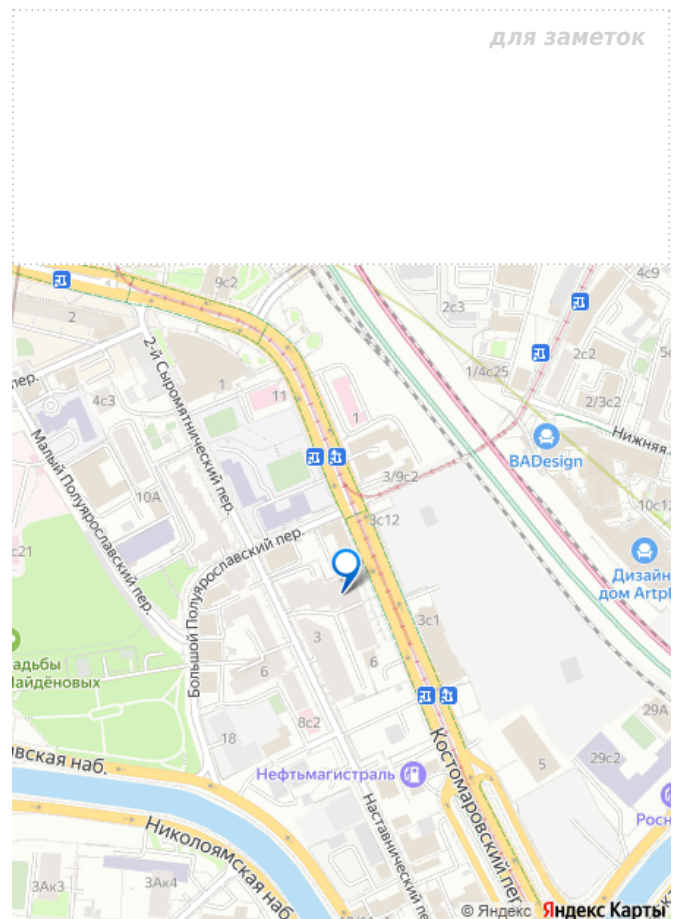 для заметок
4с9
9с2
4
2с3
2
2-й Сыромятнический пер.
1/4с25
2с2
пер.
1
11
4с3
1
2/3с2
Малый Полуярославский пер.
BADesign
Нижняя
3/9с2
10А
10с1
3с12
с21
Большой Полуярославский пер.
Дизайн
дом Artpl
3с1
3
6
6
адьбы
айдёновых
8с2
18
29А
29с2
5
вская наб.
Нефтьмагистраль
Костомаровский пер.
Наставнический пер.
Росн
Николоямская наб.
3Ак3
3Ак4
© Яндекс Яндекс Карты